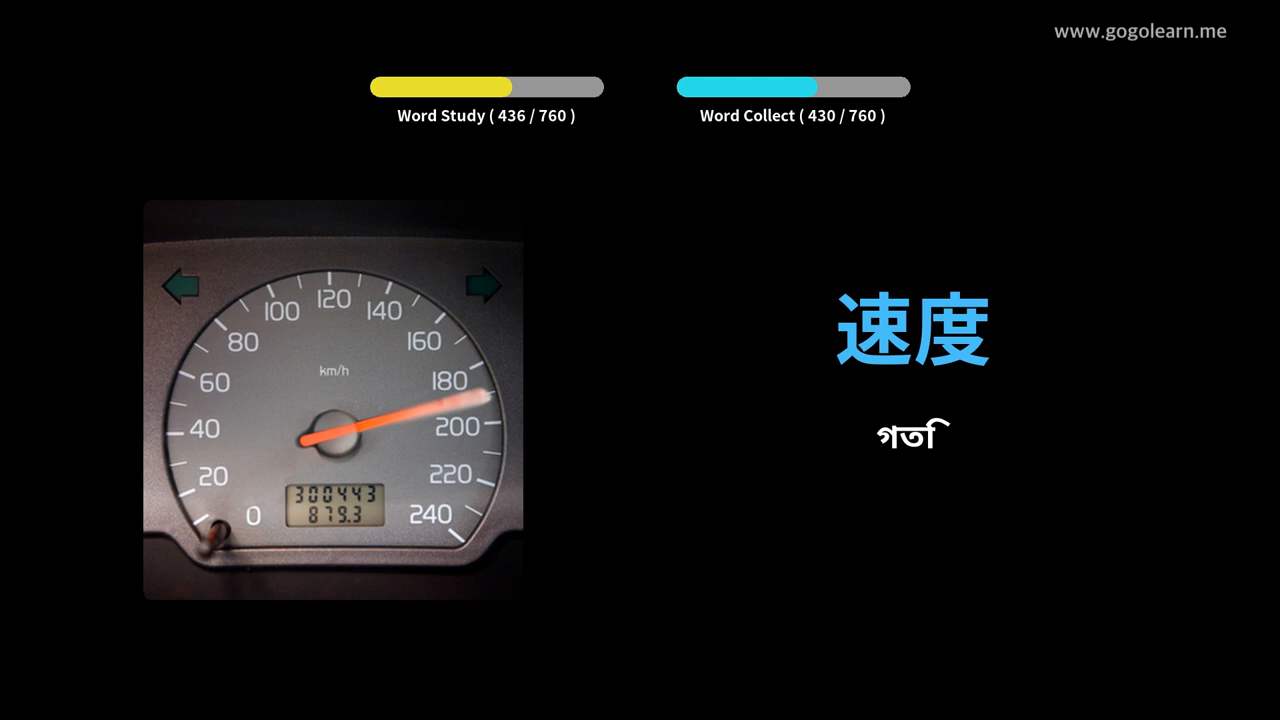 www.gogolearn.me
Word Study ( 436 / 760 )
Word Collect ( 430 / 760 )
速度
গতি
100
120
140
80
160
km/h
60
180
40
200
20
220
0
300443
879.3
240